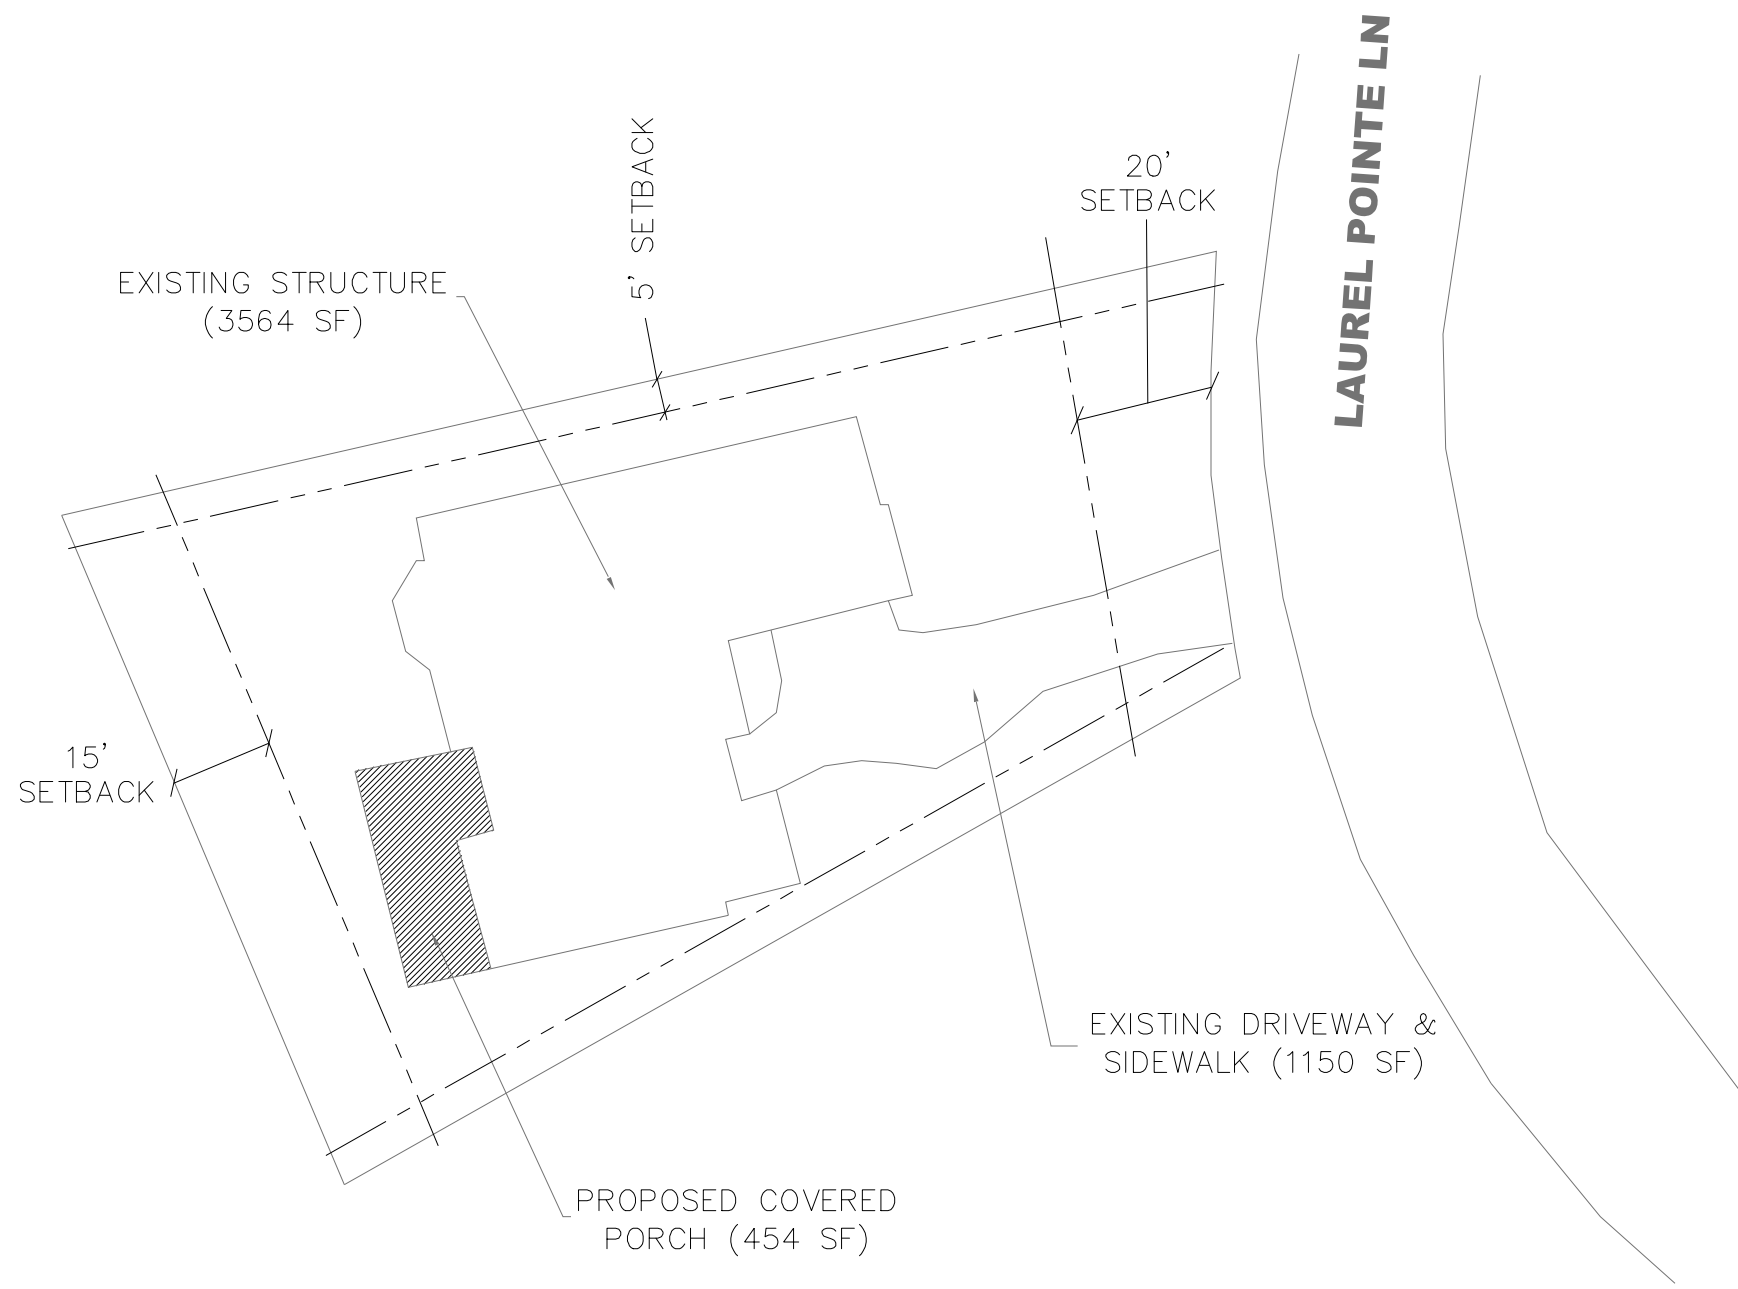 LAUREL POINTE LN
5' SETBACK
20'
SETBACK
EXISTING STRUCTURE
(3564 SF)
15'
SETBACK
EXISTING DRIVEWAY &
SIDEWALK (1150 SF)
PROPOSED COVERED
PORCH (454 SF)